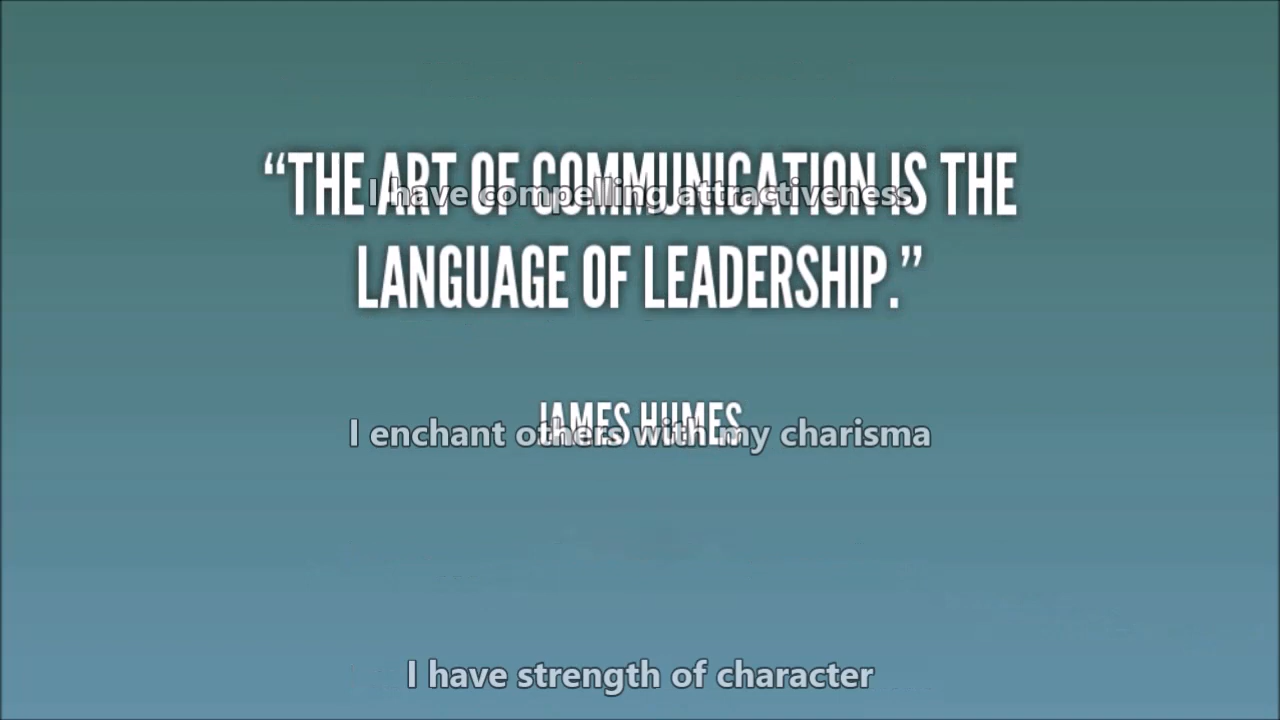 “THE ART OF COMMUNICATION IS THE
I have compelling attractiveness
LANGUAGE OF LEADERSHIP.”
JAMES HUMES
I enchant others with my charisma
I have strength of character